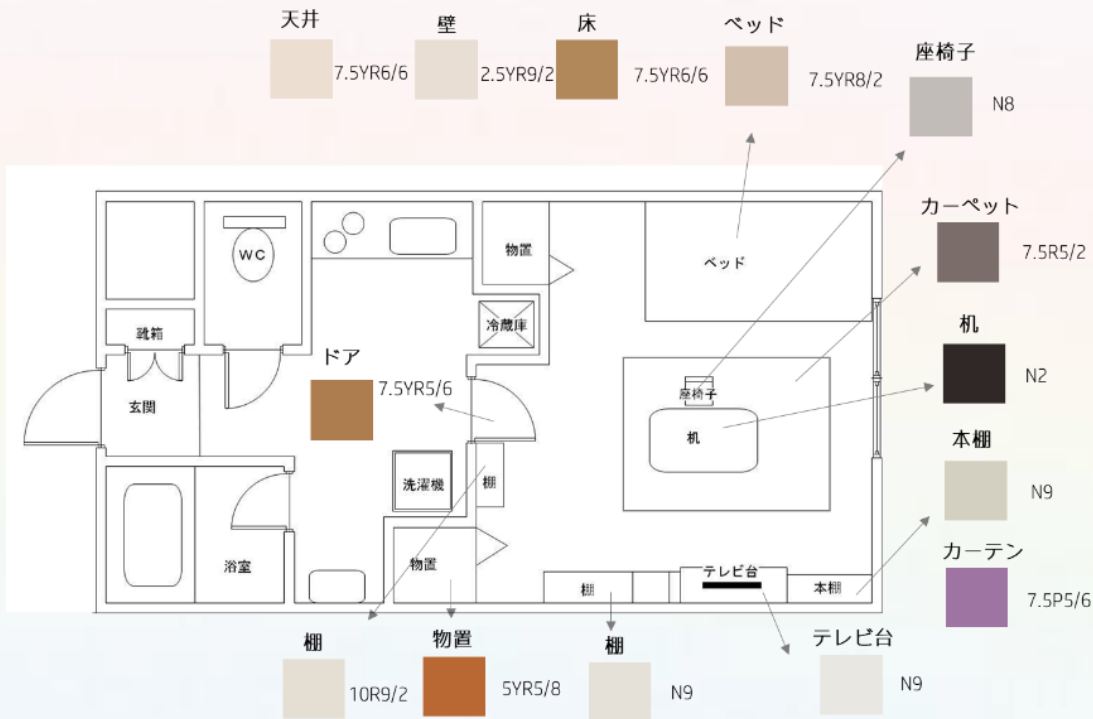 天井
壁
床
ベッド
座椅子
7.5YR6/6
2.5YR9/2
7.5YR6/6
7.5YR8/2
N8
カーペット
7.5R5/2
WC
物置
ベッド
靴箱
冷蔵庫
ドア
7.5YR5/6
玄関
座椅子
机
机
N2
本棚
N9
洗濯機
棚
浴室
物置
棚
テレビ台
本棚
カーテン
7.5P5/6
棚
10R9/2
物置
5YR5/8
棚
N9
テレビ台
N9